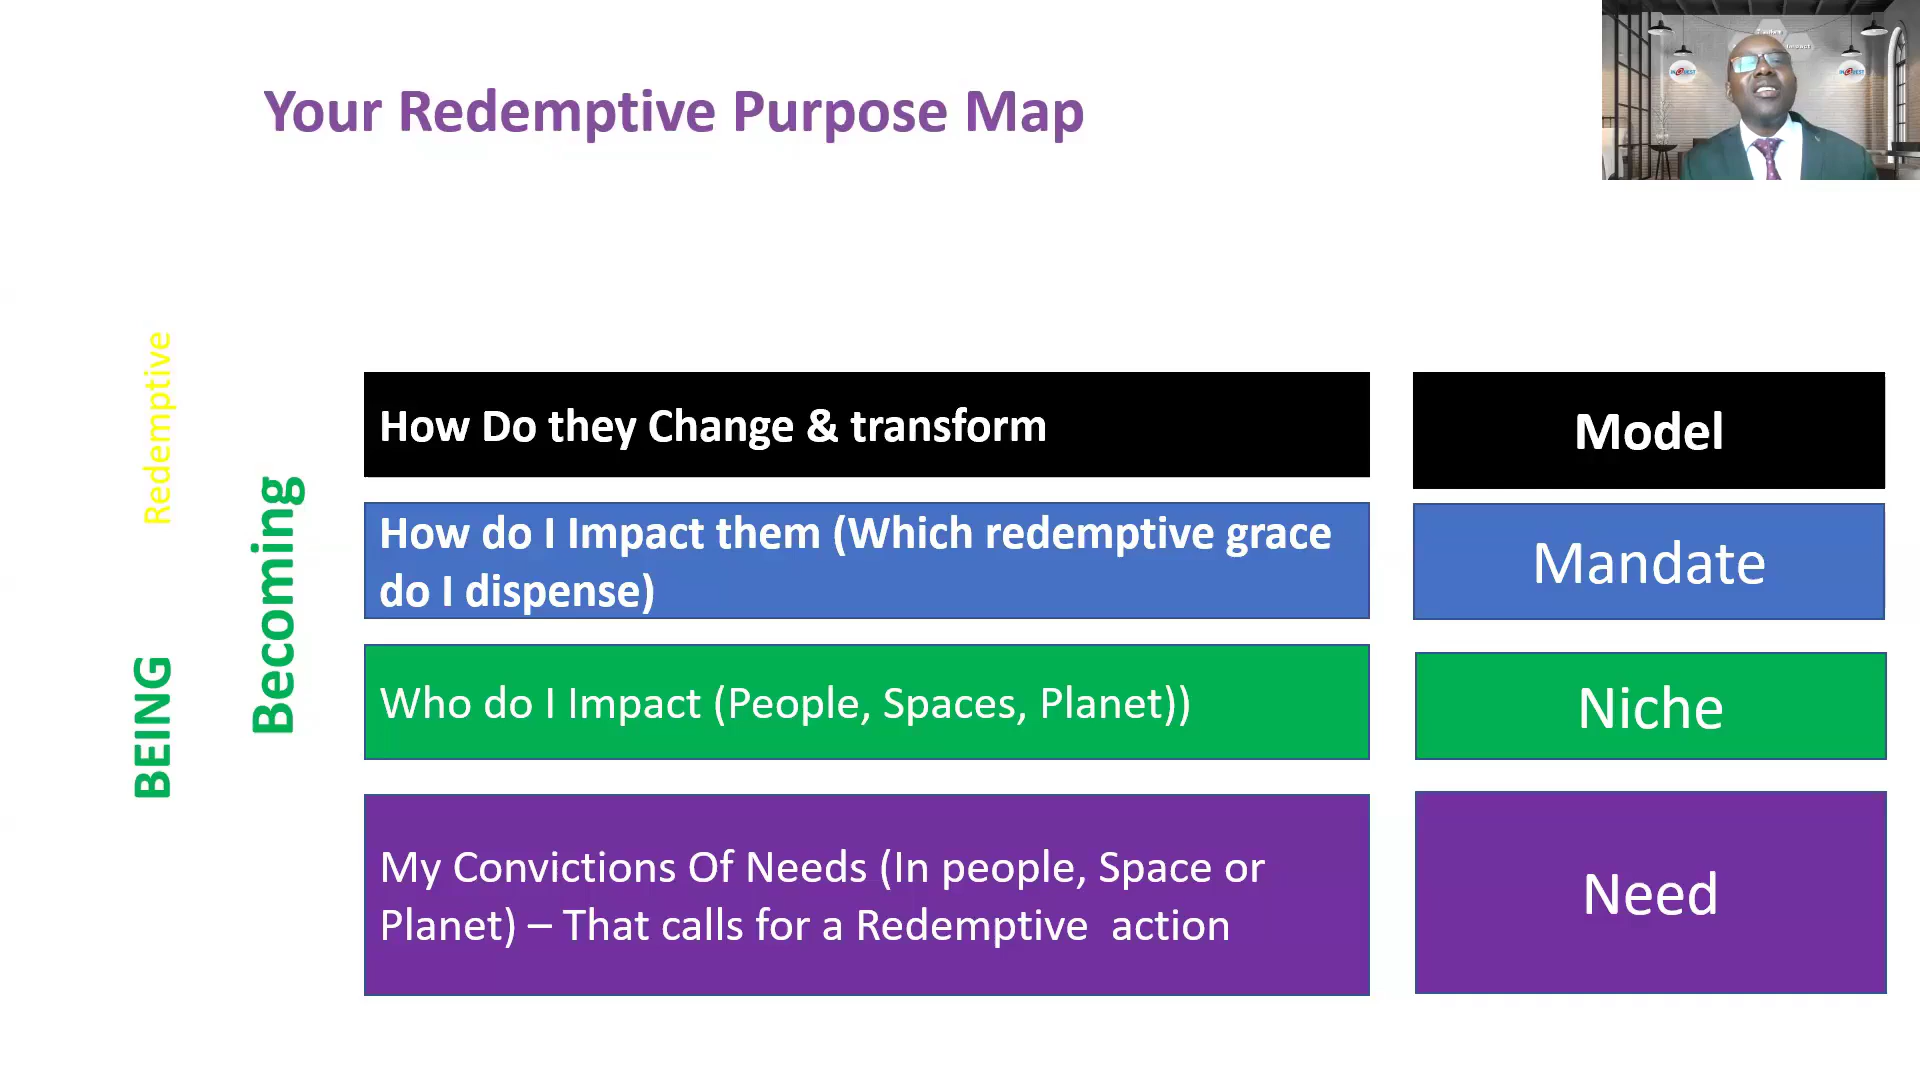 Your Redemptive Purpose Map
INQUEST
INQUEST
Redemptive
Becoming
BEING
How Do they Change & transform
Model
How do I Impact them (Which redemptive grace
do I dispense)
Mandate
Who do I Impact (People, Spaces, Planet))
Niche
My Convictions Of Needs (In people, Space or
Planet) – That calls for a Redemptive  action
Need